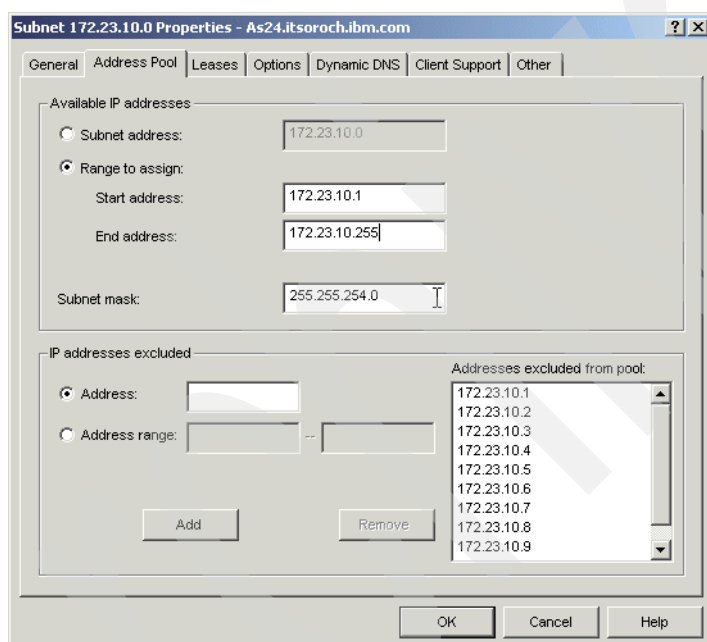 Subnet 172.23.10.0 Properties - As24.itsoroch.ibm.com
General Address Pool Leases Options Dynamic DNS Client Support Other
Available IP addresses
Subnet address: 172.23.10.0
Range to assign:
Start address: 172.23.10.1
End address: 172.23.10.255
Subnet mask: 255.255.254.0
IP addresses excluded
Addresses excluded from pool:
Address:
Address range: --
172.23.10.1
172.23.10.2
172.23.10.3
172.23.10.4
172.23.10.5
172.23.10.6
172.23.10.7
172.23.10.8
172.23.10.9
Add Remove
OK Cancel Help